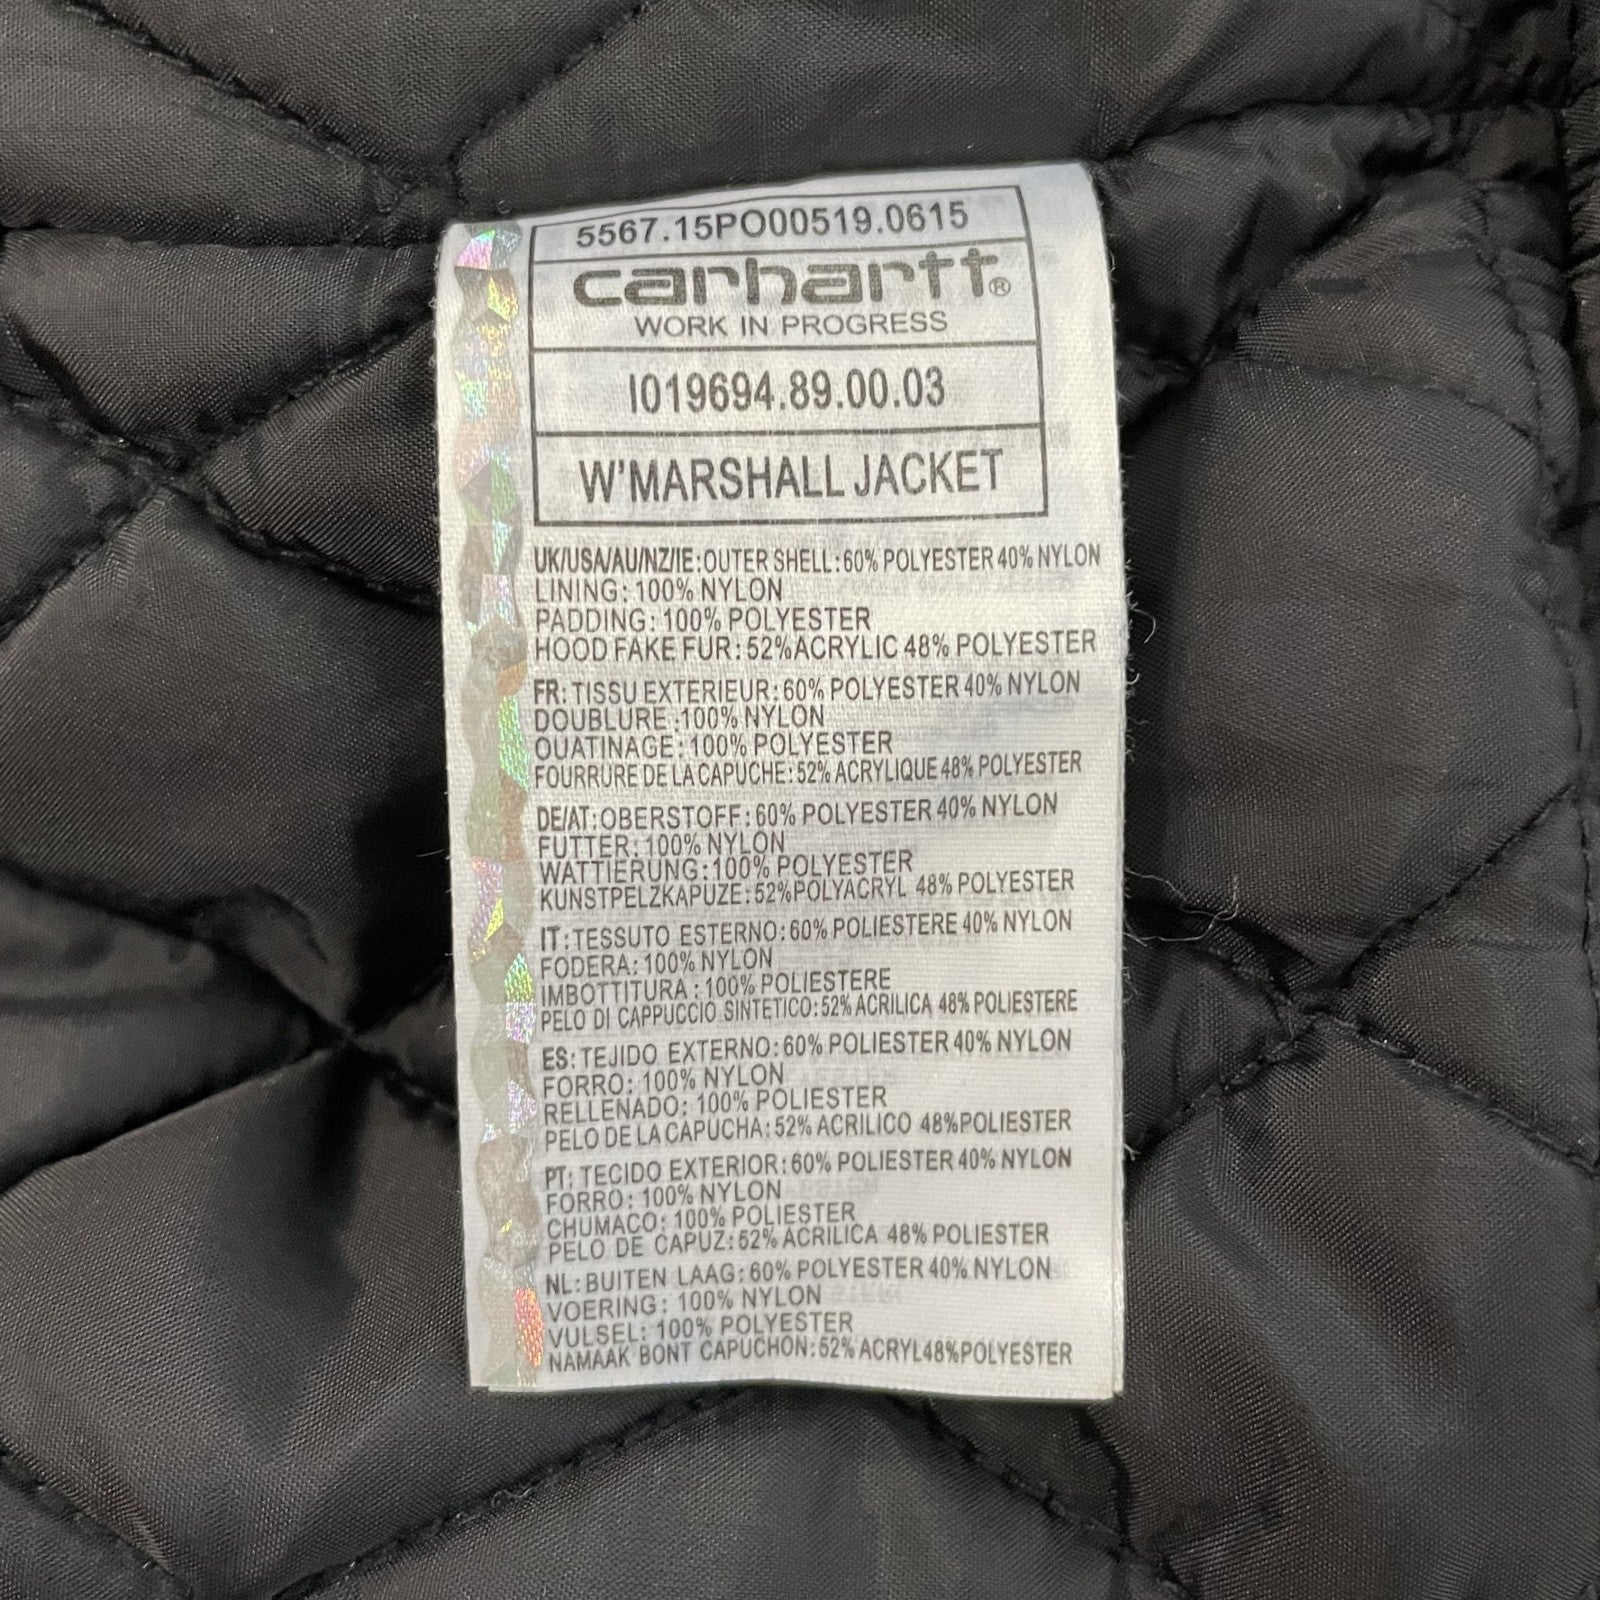 5567.15PO00519.0615
carhartt®
WORK IN PROGRESS
I019694.89.00.03
W'MARSHALL JACKET
UK/USA/AU/NZ/IE:OUTER SHELL:60% POLYESTER 40% NYLON
LINING: 100% NYLON
PADDING: 100% POLYESTER
HOOD FAKE FUR: 52%ACRYLIC 48% POLYESTER
FR: TISSU EXTERIEUR: 60% POLYESTER 40% NYLON
DOUBLURE :100% NYLON
OUATINAGE: 100% POLYESTER
FOURRURE DE LA CAPUCHE: 52% ACRYLIQUE 48% POLYESTER
DE/AT:OBERSTOFF: 60% POLYESTER 40% NYLON
FUTTER: 100% NYLON
WATTIERUNG:100% POLYESTER
KUNSTPELZKAPUZE: 52%POLYACRYL 48% POLYESTER
IT: TESSUTO ESTERNO: 60% POLIESTERE 40% NYLON
FODERA: 100% NYLON
IMBOTTITURA : 100% POLIESTERE
PELO DI CAPPUCCIO SINTETICO: 52% ACRILICA 48% POLIESTERE
ES: TEJIDO EXTERNO: 60% POLIESTER 40% NYLON
FORRO: 100% NYLON
RELLENADO: 100% POLIESTER
PELO DE LA CAPUCHA: 52% ACRILICO 48%POLIESTER
PT: TECIDO EXTERIOR: 60% POLIESTER 40% NYLON
FORRO: 100% NYLON
CHUMACO: 100% POLIESTER
PELO DE CAPUZ: 52% ACRILICA 48% POLIESTER
NL: BUITEN LAAG: 60% POLYESTER 40% NYLON
VOERING: 100% NYLON
VULSEL: 100% POLYESTER
NAMAAK BONT CAPUCHON: 52% ACRYL48%POLYESTER